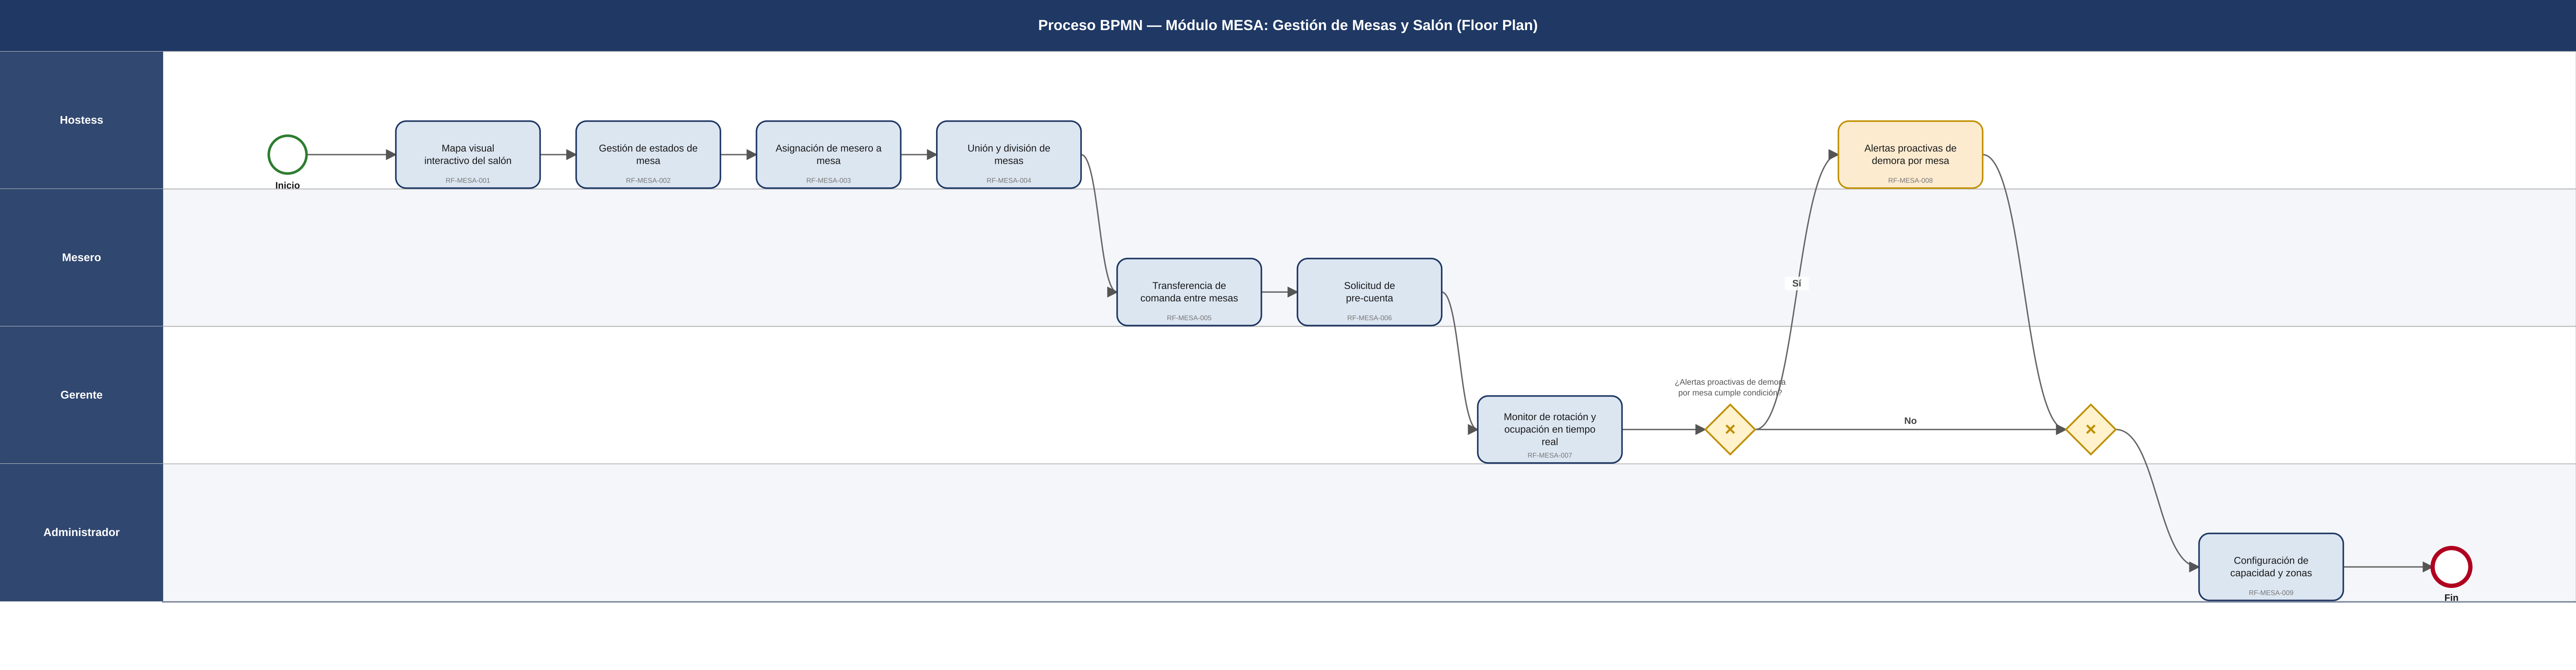 Proceso BPMN — Módulo MESA: Gestión de Mesas y Salón (Floor Plan)
Hostess
Inicio
Mapa visual
interactivo del salón
RF-MESA-001
Gestión de estados de
mesa
RF-MESA-002
Asignación de mesero a
mesa
RF-MESA-003
Unión y división de
mesas
RF-MESA-004
Alertas proactivas de
demora por mesa
RF-MESA-008
Mesero
Transferencia de
comanda entre mesas
RF-MESA-005
Solicitud de
pre-cuenta
RF-MESA-006
Sí
Gerente
Monitor de rotación y
ocupación en tiempo
real
RF-MESA-007
¿Alertas proactivas de demora
por mesa cumple condición?
No
Administrador
Configuración de
capacidad y zonas
RF-MESA-009
Fin